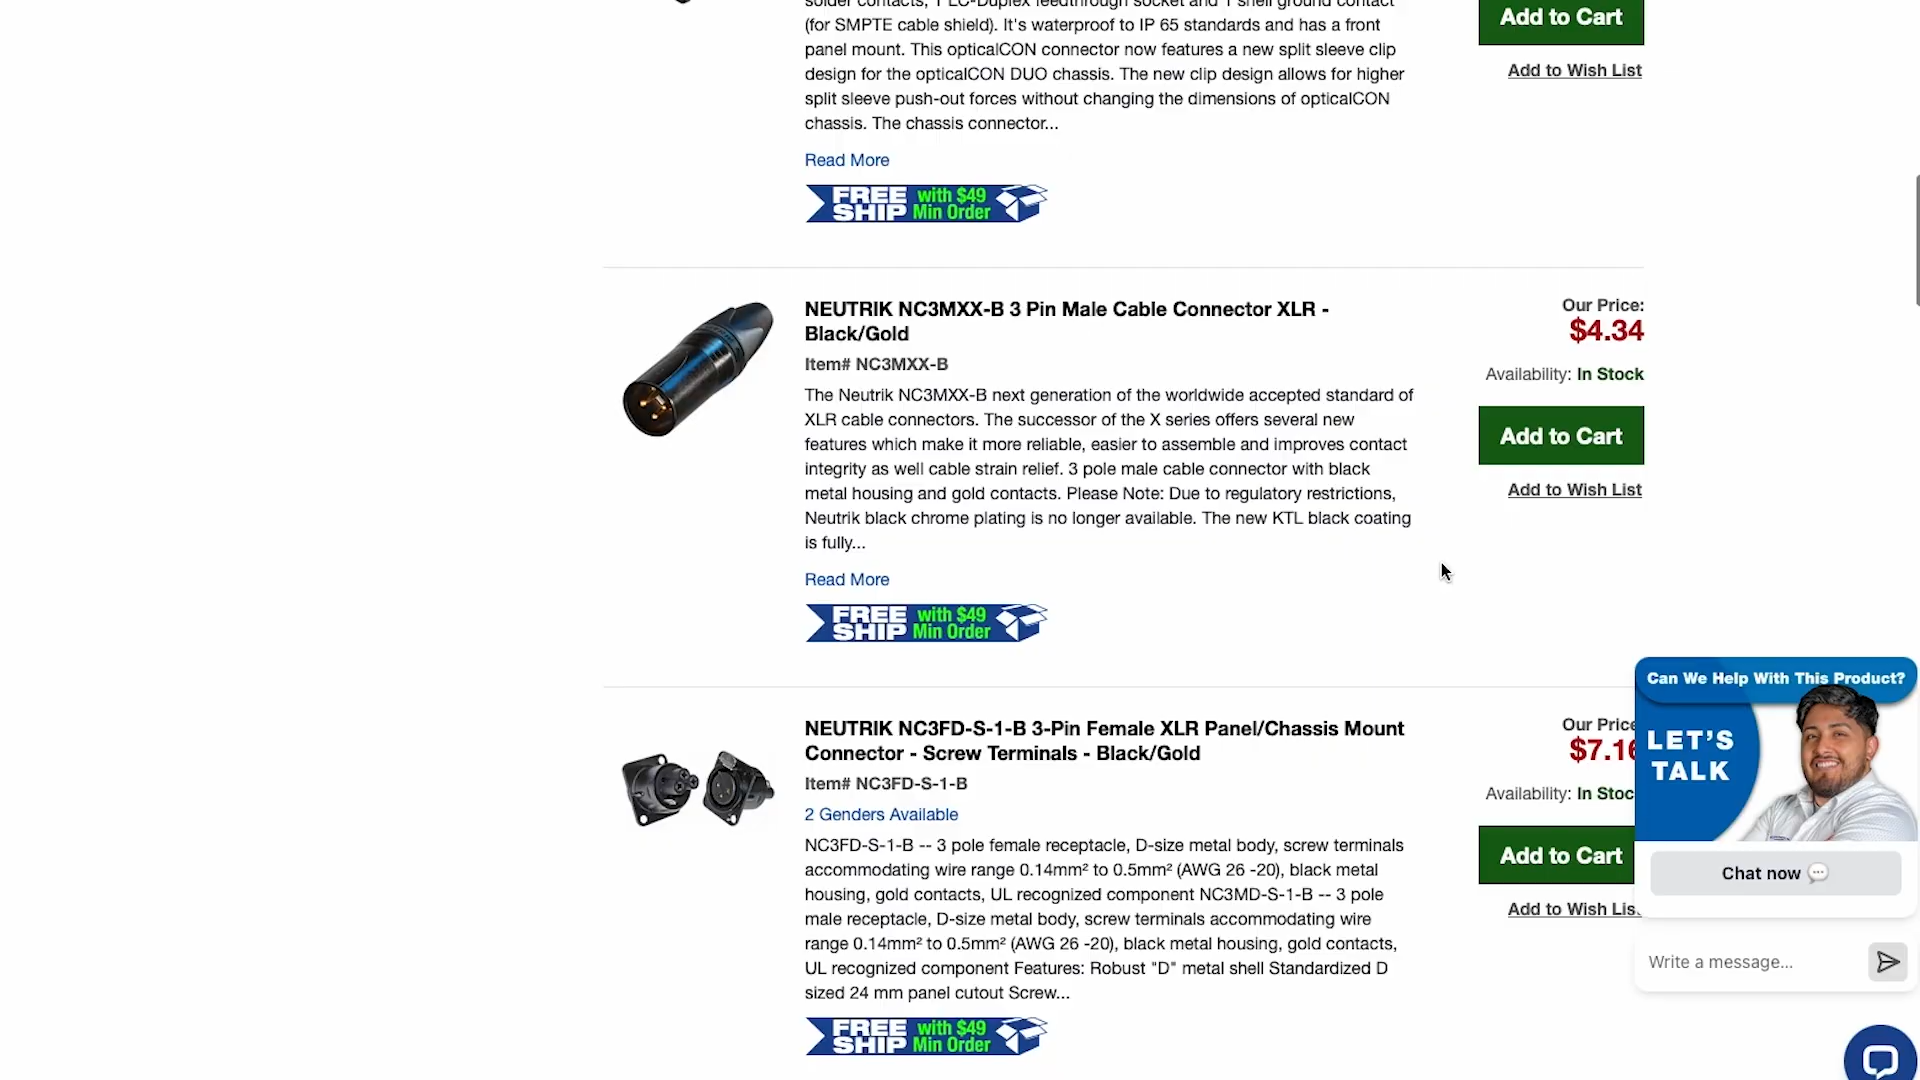 solder contacts, 1 LC-Duplex feedthrough socket and 1 shell ground contact
(for SMPTE cable shield). It's waterproof to IP 65 standards and has a front
panel mount. This opticalCON connector now features a new split sleeve clip
design for the opticalCON DUO chassis. The new clip design allows for higher
split sleeve push-out forces without changing the dimensions of opticalCON
chassis. The chassis connector...
Read More
FREE SHIP with $49 Min Order
Add to Cart
Add to Wish List
NEUTRIK NC3MXX-B 3 Pin Male Cable Connector XLR -
Black/Gold
Item# NC3MXX-B
The Neutrik NC3MXX-B next generation of the worldwide accepted standard of
XLR cable connectors. The successor of the X series offers several new
features which make it more reliable, easier to assemble and improves contact
integrity as well cable strain relief. 3 pole male cable connector with black
metal housing and gold contacts. Please Note: Due to regulatory restrictions,
Neutrik black chrome plating is no longer available. The new KTL black coating
is fully...
Read More
FREE SHIP with $49 Min Order
Our Price:
$4.34
Availability: In Stock
Add to Cart
Add to Wish List
NEUTRIK NC3FD-S-1-B 3-Pin Female XLR Panel/Chassis Mount
Connector - Screw Terminals - Black/Gold
Item# NC3FD-S-1-B
2 Genders Available
NC3FD-S-1-B -- 3 pole female receptacle, D-size metal body, screw terminals
accommodating wire range 0.14mm² to 0.5mm² (AWG 26 -20), black metal
housing, gold contacts, UL recognized component NC3MD-S-1-B -- 3 pole
male receptacle, D-size metal body, screw terminals accommodating wire
range 0.14mm² to 0.5mm² (AWG 26 -20), black metal housing, gold contacts,
UL recognized component Features: Robust "D" metal shell Standardized D
sized 24 mm panel cutout Screw...
FREE SHIP with $49 Min Order
Our Price
$7.16
Availability: In Stoc
Add to Cart
Add to Wish Lis
Can We Help With This Product?
LET'S
TALK
Chat now
Write a message...